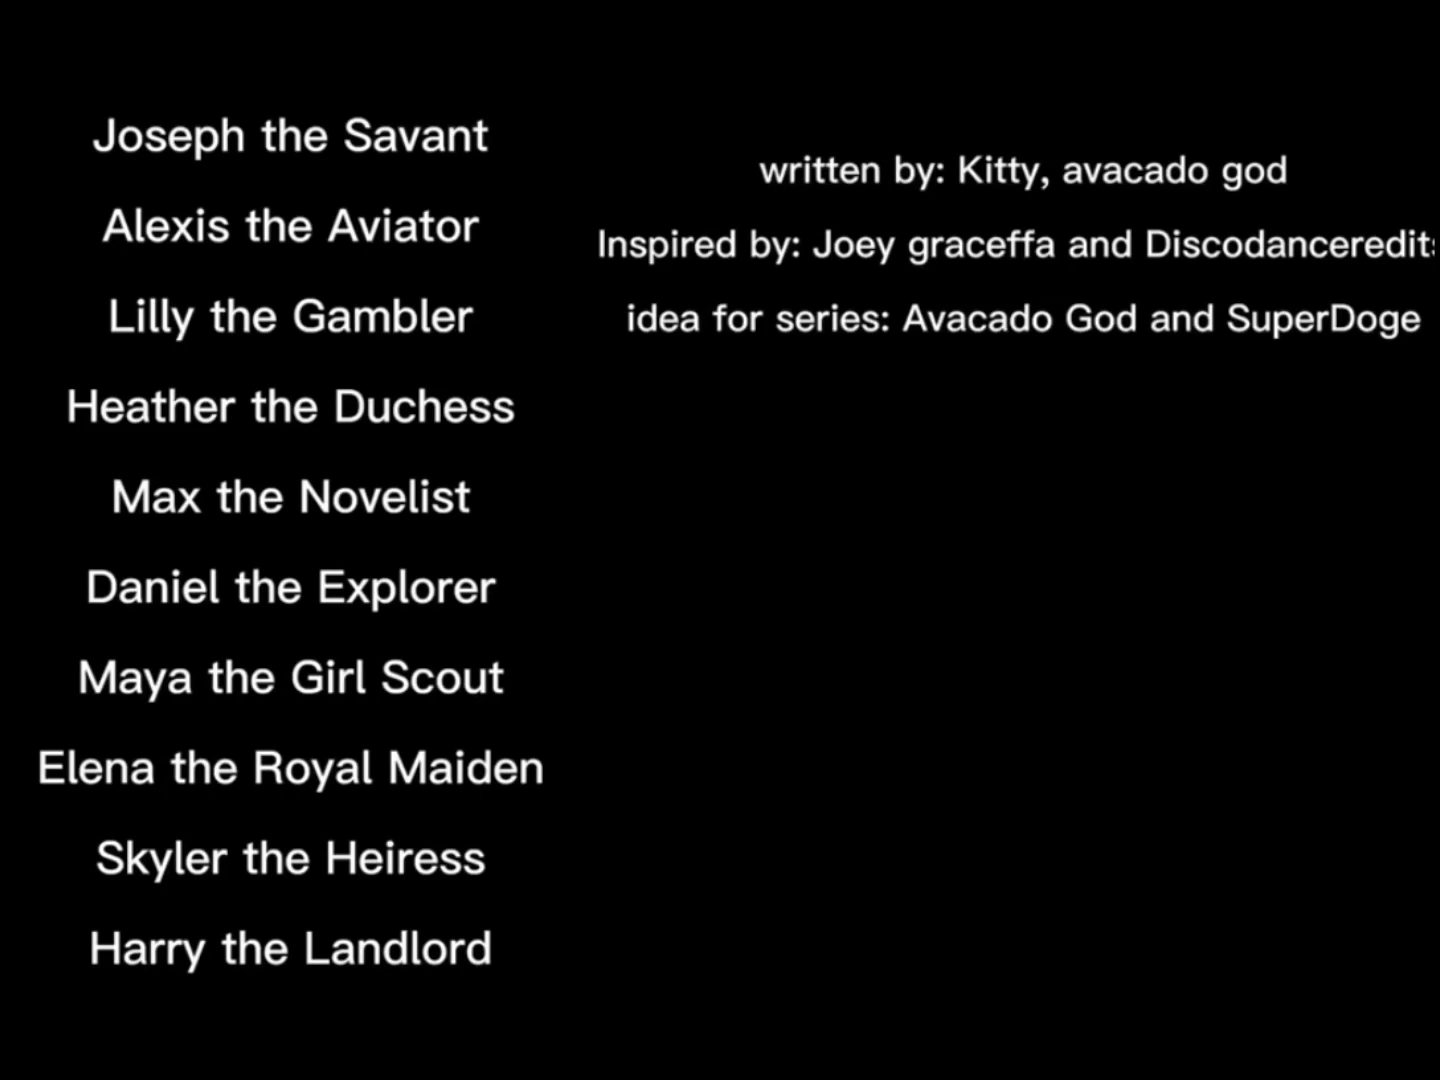 Joseph the Savant
Alexis the Aviator
Lilly the Gambler
Heather the Duchess
Max the Novelist
Daniel the Explorer
Maya the Girl Scout
Elena the Royal Maiden
Skyler the Heiress
Harry the Landlord
written by: Kitty, avacado god
Inspired by: Joey graceffa and Discodanceredits
idea for series: Avacado God and SuperDoge